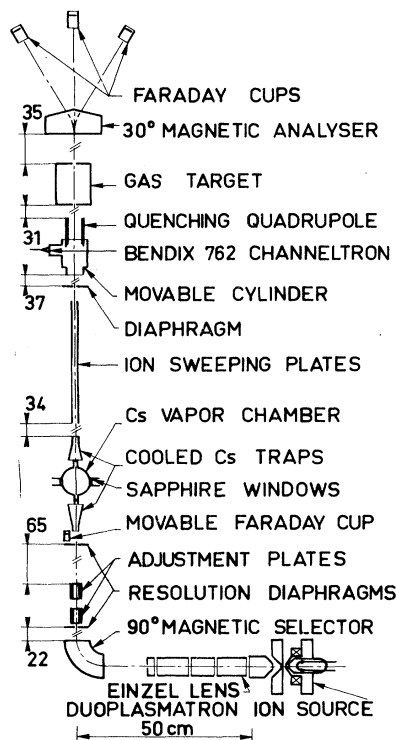 FARADAY CUPS
35
30° MAGNETIC ANALYSER
GAS TARGET
QUENCHING QUADRUPOLE
31
BENDIX 762 CHANNELTRON
MOVABLE CYLINDER
37
DIAPHRAGM
ION SWEEPING PLATES
34
Cs VAPOR CHAMBER
COOLED Cs TRAPS
SAPPHIRE WINDOWS
65
MOVABLE FARADAY CUP
ADJUSTMENT PLATES
RESOLUTION DIAPHRAGMS
90° MAGNETIC SELECTOR
22
EINZEL LENS
DUOPLASMATRON ION SOURCE
50 cm